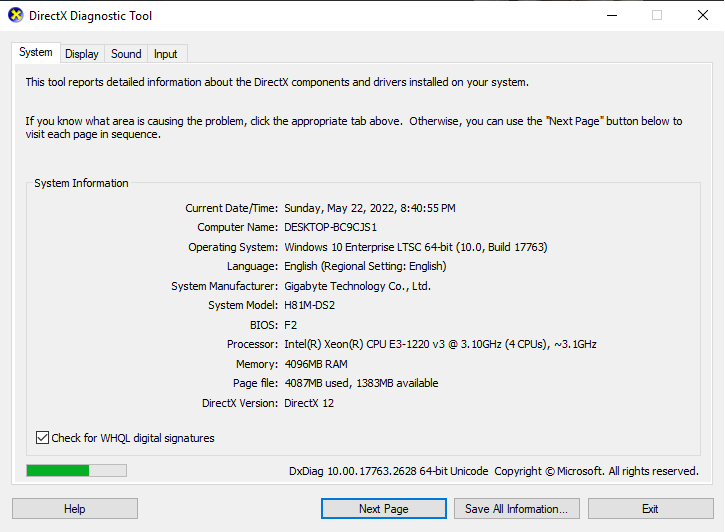 DirectX Diagnostic Tool
System Display Sound Input
This tool reports detailed information about the DirectX components and drivers installed on your system.
If you know what area is causing the problem, click the appropriate tab above.  Otherwise, you can use the "Next Page" button below to
visit each page in sequence.
System Information
Current Date/Time: Sunday, May 22, 2022, 8:40:55 PM
Computer Name: DESKTOP-BC9CJS1
Operating System: Windows 10 Enterprise LTSC 64-bit (10.0, Build 17763)
Language: English (Regional Setting: English)
System Manufacturer: Gigabyte Technology Co., Ltd.
System Model: H81M-DS2
BIOS: F2
Processor: Intel(R) Xeon(R) CPU E3-1220 v3 @ 3.10GHz (4 CPUs), ~3.1GHz
Memory: 4096MB RAM
Page file: 4087MB used, 1383MB available
DirectX Version: DirectX 12
Check for WHQL digital signatures
DxDiag 10.00.17763.2628 64-bit Unicode  Copyright © Microsoft. All rights reserved.
Help Next Page Save All Information... Exit